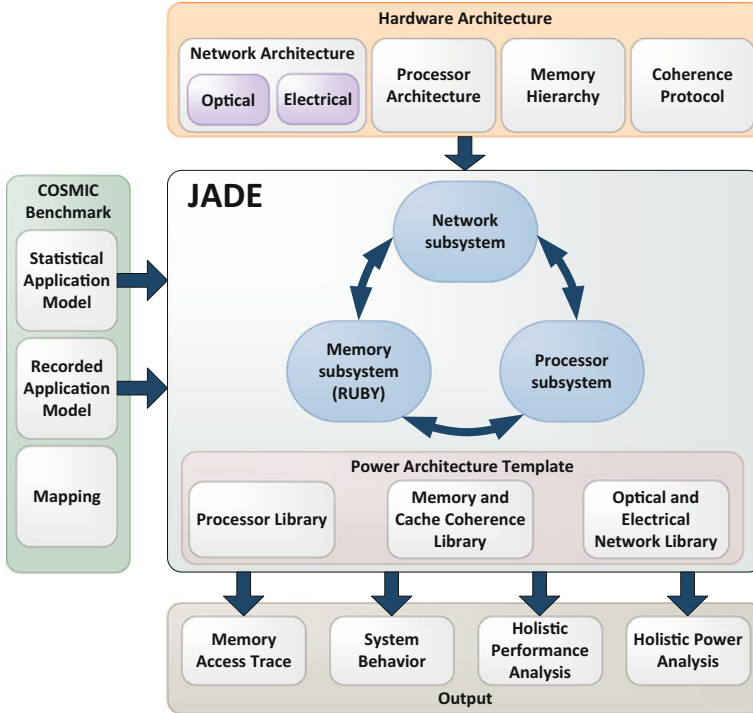 Hardware Architecture
Network Architecture
Optical
Electrical
Processor
Architecture
Memory
Hierarchy
Coherence
Protocol
COSMIC
Benchmark
Statistical
Application
Model
Recorded
Application
Model
Mapping
JADE
Network
subsystem
Memory
subsystem
(RUBY)
Processor
subsystem
Power Architecture Template
Processor Library
Memory and
Cache Coherence
Library
Optical and
Electrical
Network Library
Memory
Access Trace
System
Behavior
Holistic
Performance
Analysis
Holistic Power
Analysis
Output